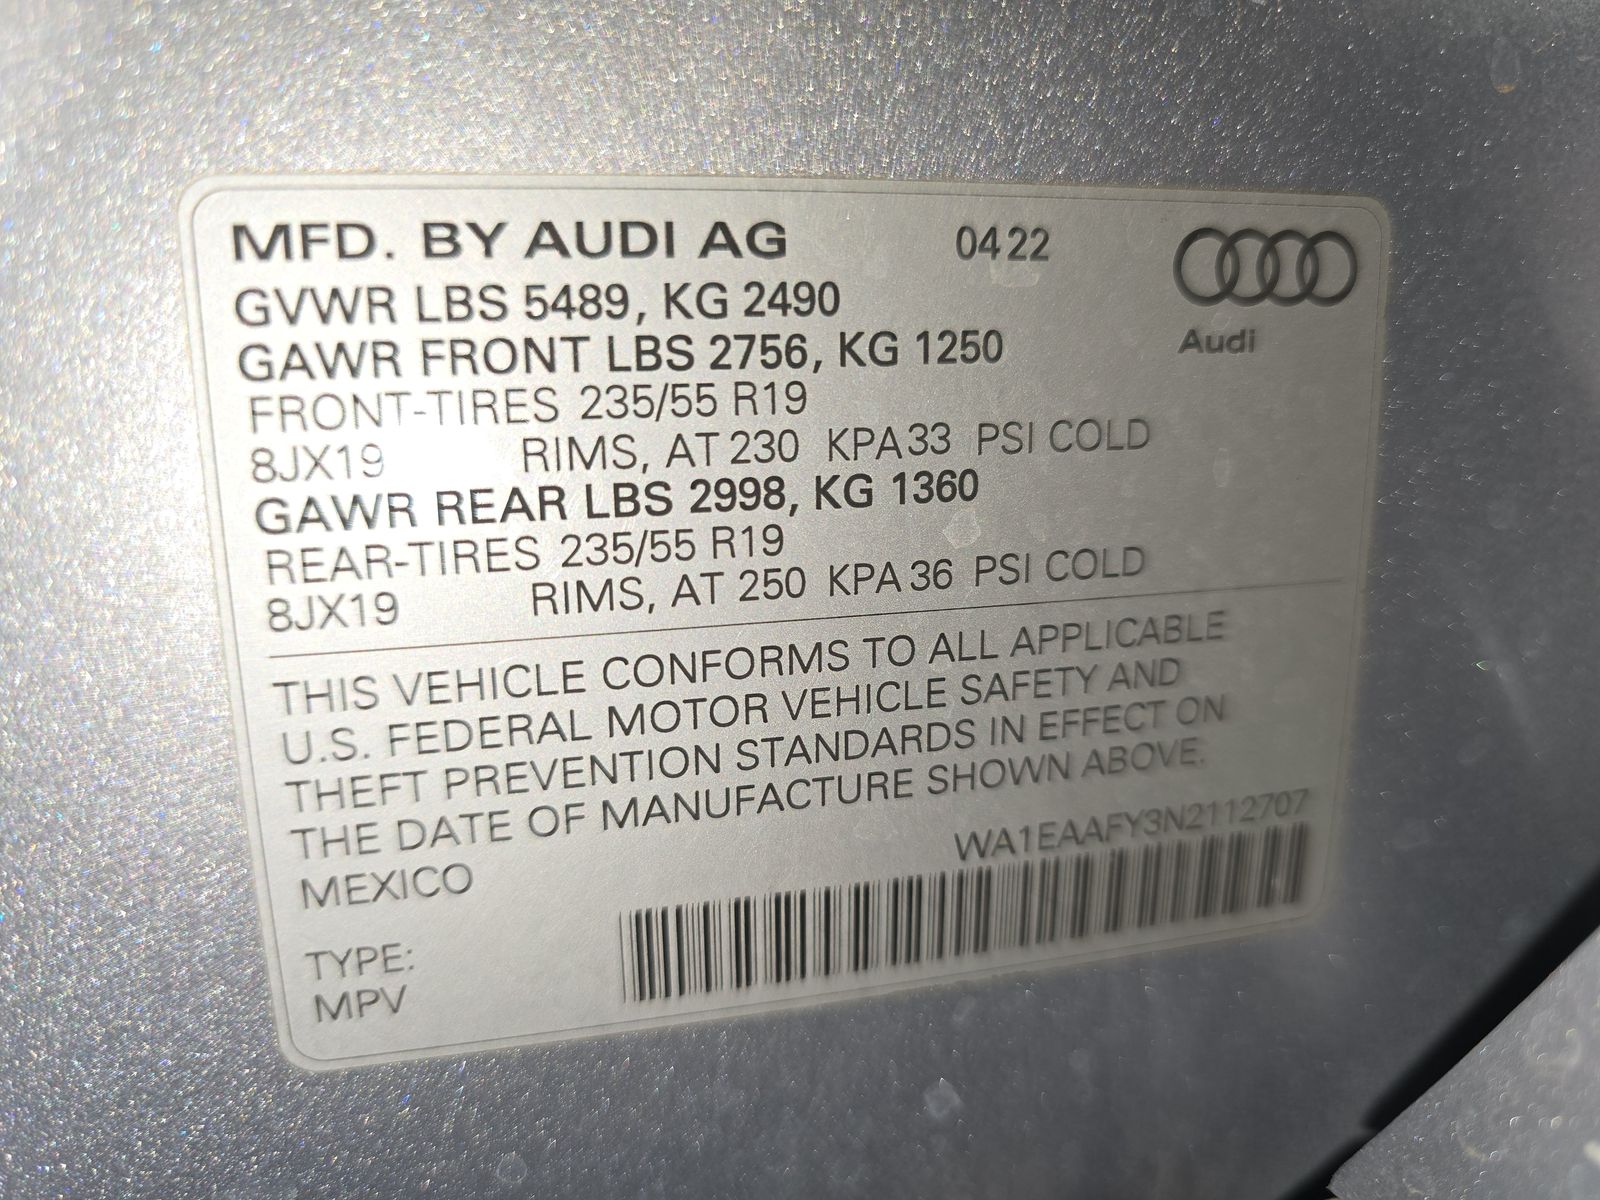 MFD. BY AUDI AG 0422
GVWR LBS 5489, KG 2490
GAWR FRONT LBS 2756, KG 1250
Audi
FRONT-TIRES 235/55 R19
8JX19 RIMS, AT 230 KPA 33 PSI COLD
GAWR REAR LBS 2998, KG 1360
REAR-TIRES 235/55 R19
8JX19 RIMS, AT 250 KPA 36 PSI COLD
THIS VEHICLE CONFORMS TO ALL APPLICABLE
U.S. FEDERAL MOTOR VEHICLE SAFETY AND
THEFT PREVENTION STANDARDS IN EFFECT ON
THE DATE OF MANUFACTURE SHOWN ABOVE.
WA1EAAFY3N2112707
MEXICO
TYPE:
MPV